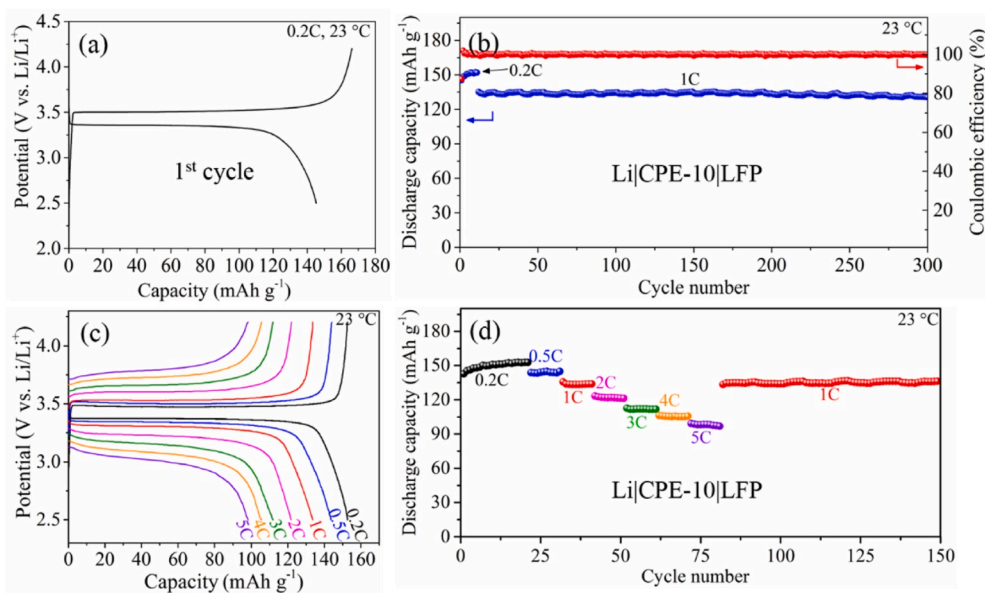 (a)
0.2C, 23 °C
4.5
4.0
3.5
3.0
2.5
2.0
Potential (V vs. Li/Li⁺)
1ˢᵗ cycle
0 20 40 60 80 100 120 140 160 180
Capacity (mAh g⁻¹)
(b)
23 °C
180
150
120
90
60
30
0
Discharge capacity (mAh g⁻¹)
0.2C
1C
Li|CPE-10|LFP
100
80
60
40
20
Coulombic efficiency (%)
0 50 100 150 200 250 300
Cycle number
(c)
23 °C
4.0
3.5
3.0
2.5
Potential (V vs. Li/Li⁺)
5C 4C 3C 2C 1C 0.5C 0.2C
0 20 40 60 80 100 120 140 160
Capacity (mAh g⁻¹)
(d)
23 °C
180
150
120
90
60
30
0
Discharge capacity (mAh g⁻¹)
0.2C
0.5C
1C
2C
3C
4C
5C
1C
Li|CPE-10|LFP
0 25 50 75 100 125 150
Cycle number